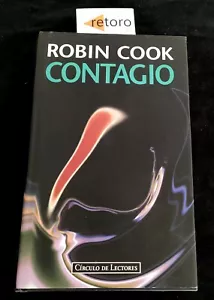 retoro
ROBIN COOK
CONTAGIO
CÍRCULO DE LECTORES